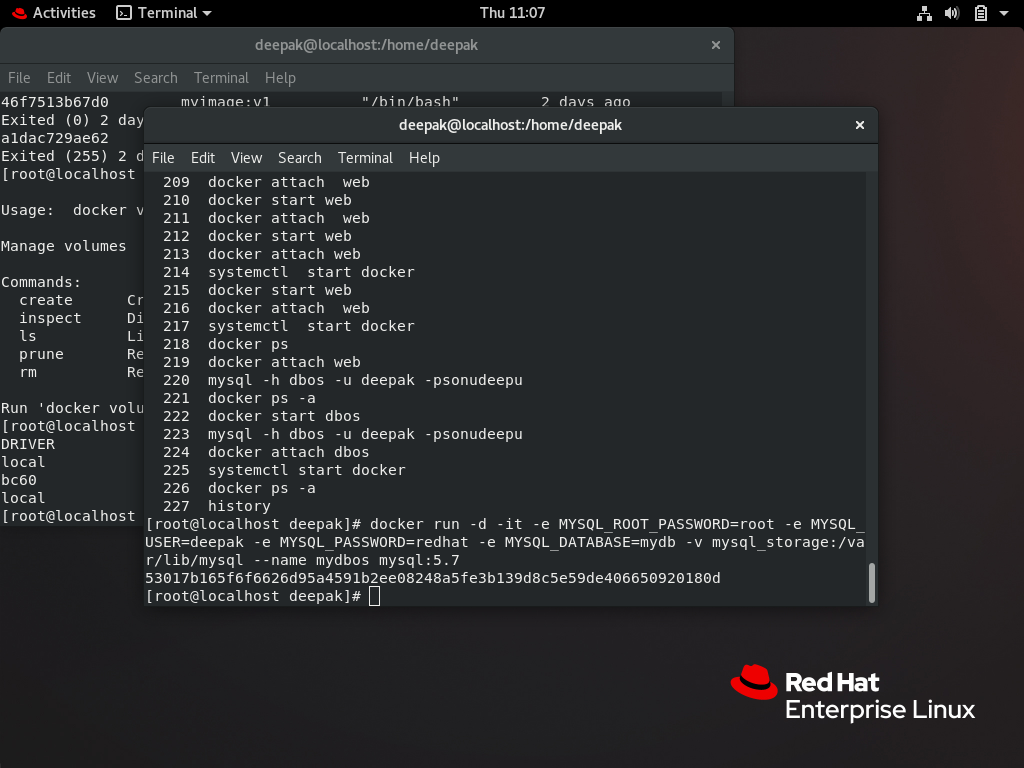 Activities Terminal Thu 11:07
deepak@localhost:/home/deepak
File Edit View Search Terminal Help
46f7513b67d0 myimage:v1 "/bin/bash" 2 days ago
Exited (0) 2 day
a1dac729ae62
Exited (255) 2 d
[root@localhost
Usage: docker v
Manage volumes
Commands:
create Cr
inspect Di
ls Li
prune Re
rm Re
Run 'docker volu
[root@localhost
DRIVER
local
bc60
local
[root@localhost
deepak@localhost:/home/deepak
File Edit View Search Terminal Help
209 docker attach  web
210 docker start web
211 docker attach  web
212 docker start web
213 docker attach web
214 systemctl  start docker
215 docker start web
216 docker attach  web
217 systemctl  start docker
218 docker ps
219 docker attach web
220 mysql -h dbos -u deepak -psonudeepu
221 docker ps -a
222 docker start dbos
223 mysql -h dbos -u deepak -psonudeepu
224 docker attach dbos
225 systemctl start docker
226 docker ps -a
227 history
[root@localhost deepak]# docker run -d -it -e MYSQL_ROOT_PASSWORD=root -e MYSQL_
USER=deepak -e MYSQL_PASSWORD=redhat -e MYSQL_DATABASE=mydb -v mysql_storage:/va
r/lib/mysql --name mydbos mysql:5.7
53017b165f6f6626d95a4591b2ee08248a5fe3b139d8c5e59de406650920180d
[root@localhost deepak]#
Red Hat
Enterprise Linux